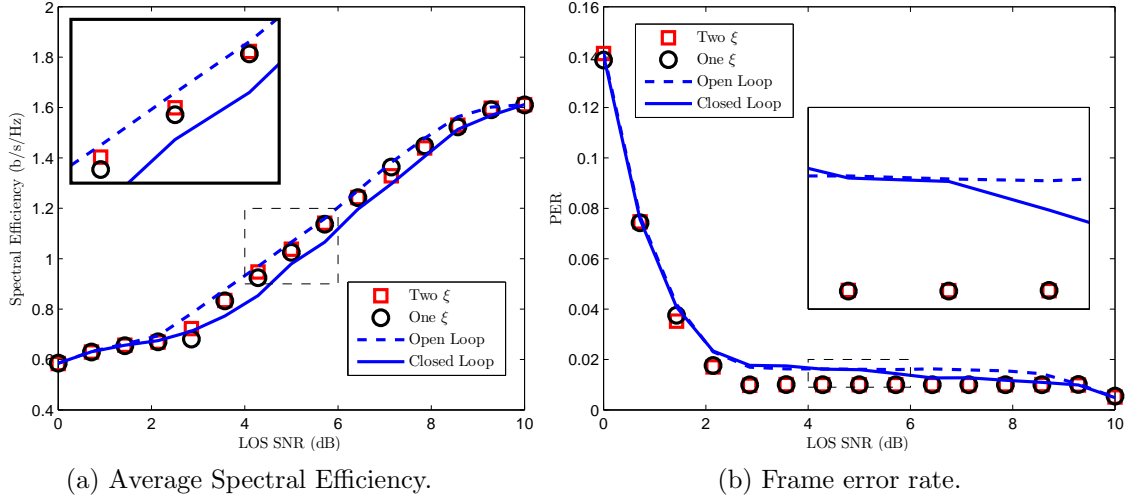 2
1.8
1.6
1.4
1.2
1
0.8
0.6
0.4
Spectral Efficiency (b/s/Hz)
0 2 4 6 8 10
LOS SNR (dB)
Two ξ
One ξ
Open Loop
Closed Loop
(a) Average Spectral Efficiency.
0.16
0.14
0.12
0.1
0.08
0.06
0.04
0.02
0
PER
Two ξ
One ξ
Open Loop
Closed Loop
0 2 4 6 8 10
LOS SNR (dB)
(b) Frame error rate.